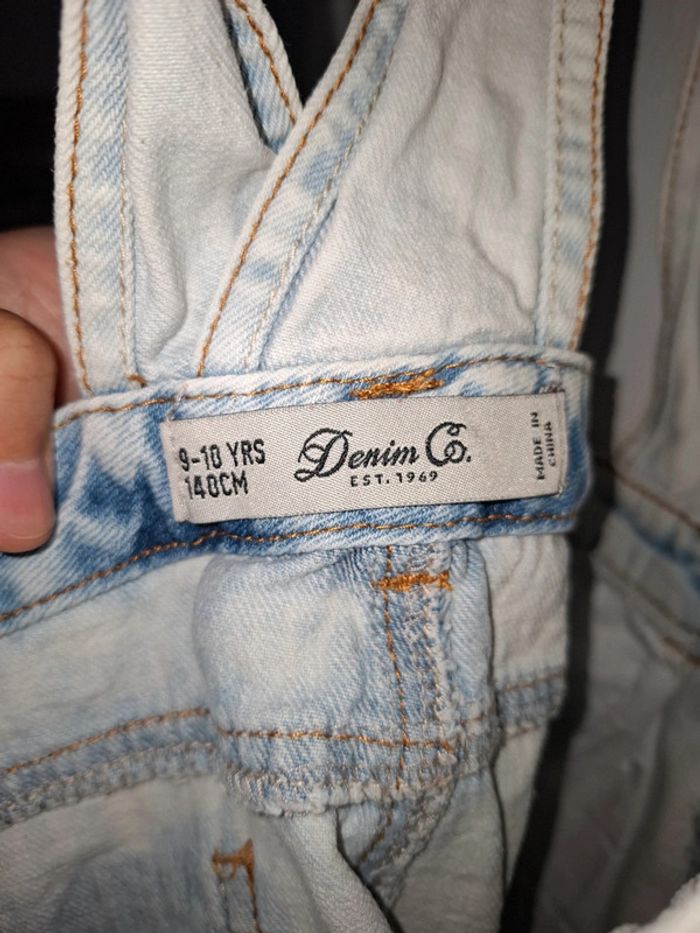 9-10 YRS
140CM
Denim Co.
EST. 1969
MADE IN
CHINA